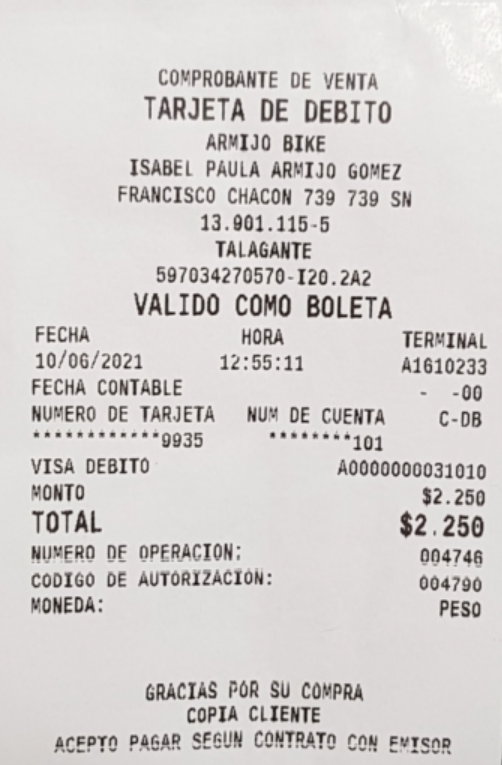 COMPROBANTE DE VENTA
TARJETA DE DEBITO
ARMIJO BIKE
ISABEL PAULA ARMIJO GOMEZ
FRANCISCO CHACON 739 739 SN
13.901.115-5
TALAGANTE
597034270570-I20.2A2
VALIDO COMO BOLETA
FECHA HORA TERMINAL
10/06/2021 12:55:11 A1610233
FECHA CONTABLE - -00
NUMERO DE TARJETA NUM DE CUENTA C-DB
************9935 ********101
VISA DEBITO A0000000031010
MONTO $2.250
TOTAL $2.250
NUMERO DE OPERACION: 004746
CODIGO DE AUTORIZACION: 004790
MONEDA: PESO
GRACIAS POR SU COMPRA
COPIA CLIENTE
ACEPTO PAGAR SEGUN CONTRATO CON EMISOR